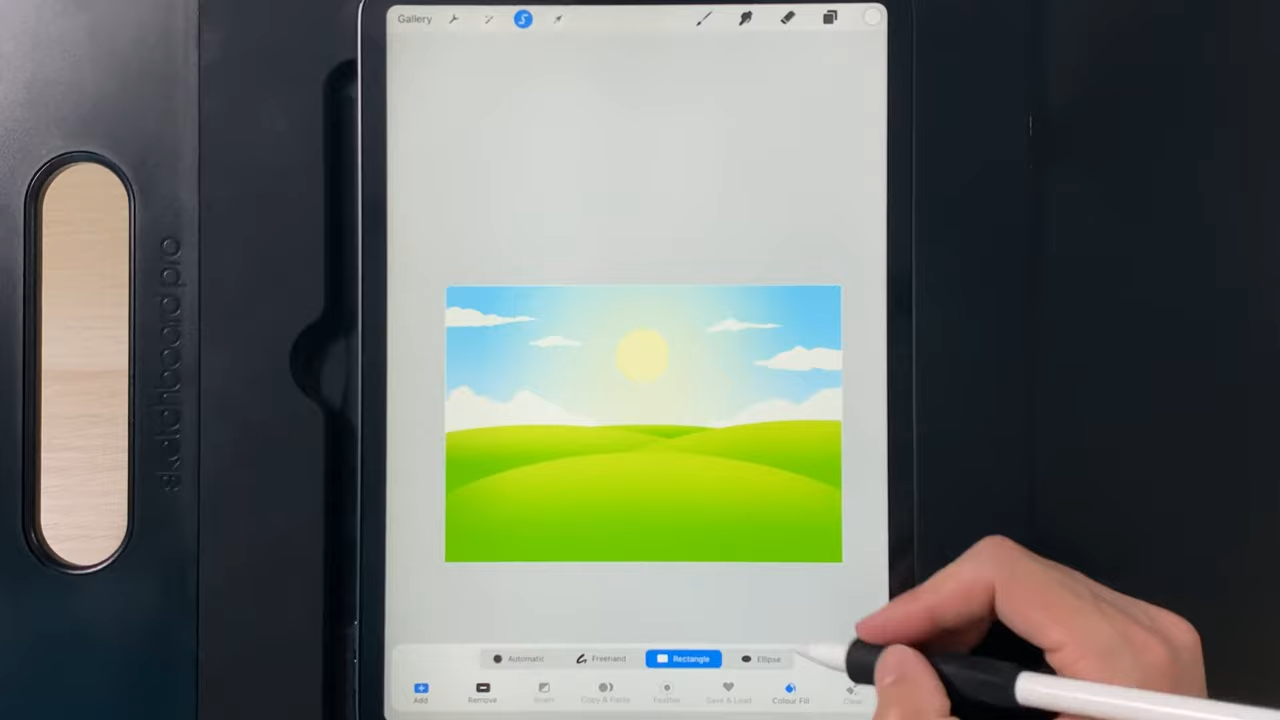 Gallery
sketchboard pro
Automatic Freehand Rectangle Ellipse
Add Remove Invert Copy & Paste Feather Save & Load Colour Fill Clear